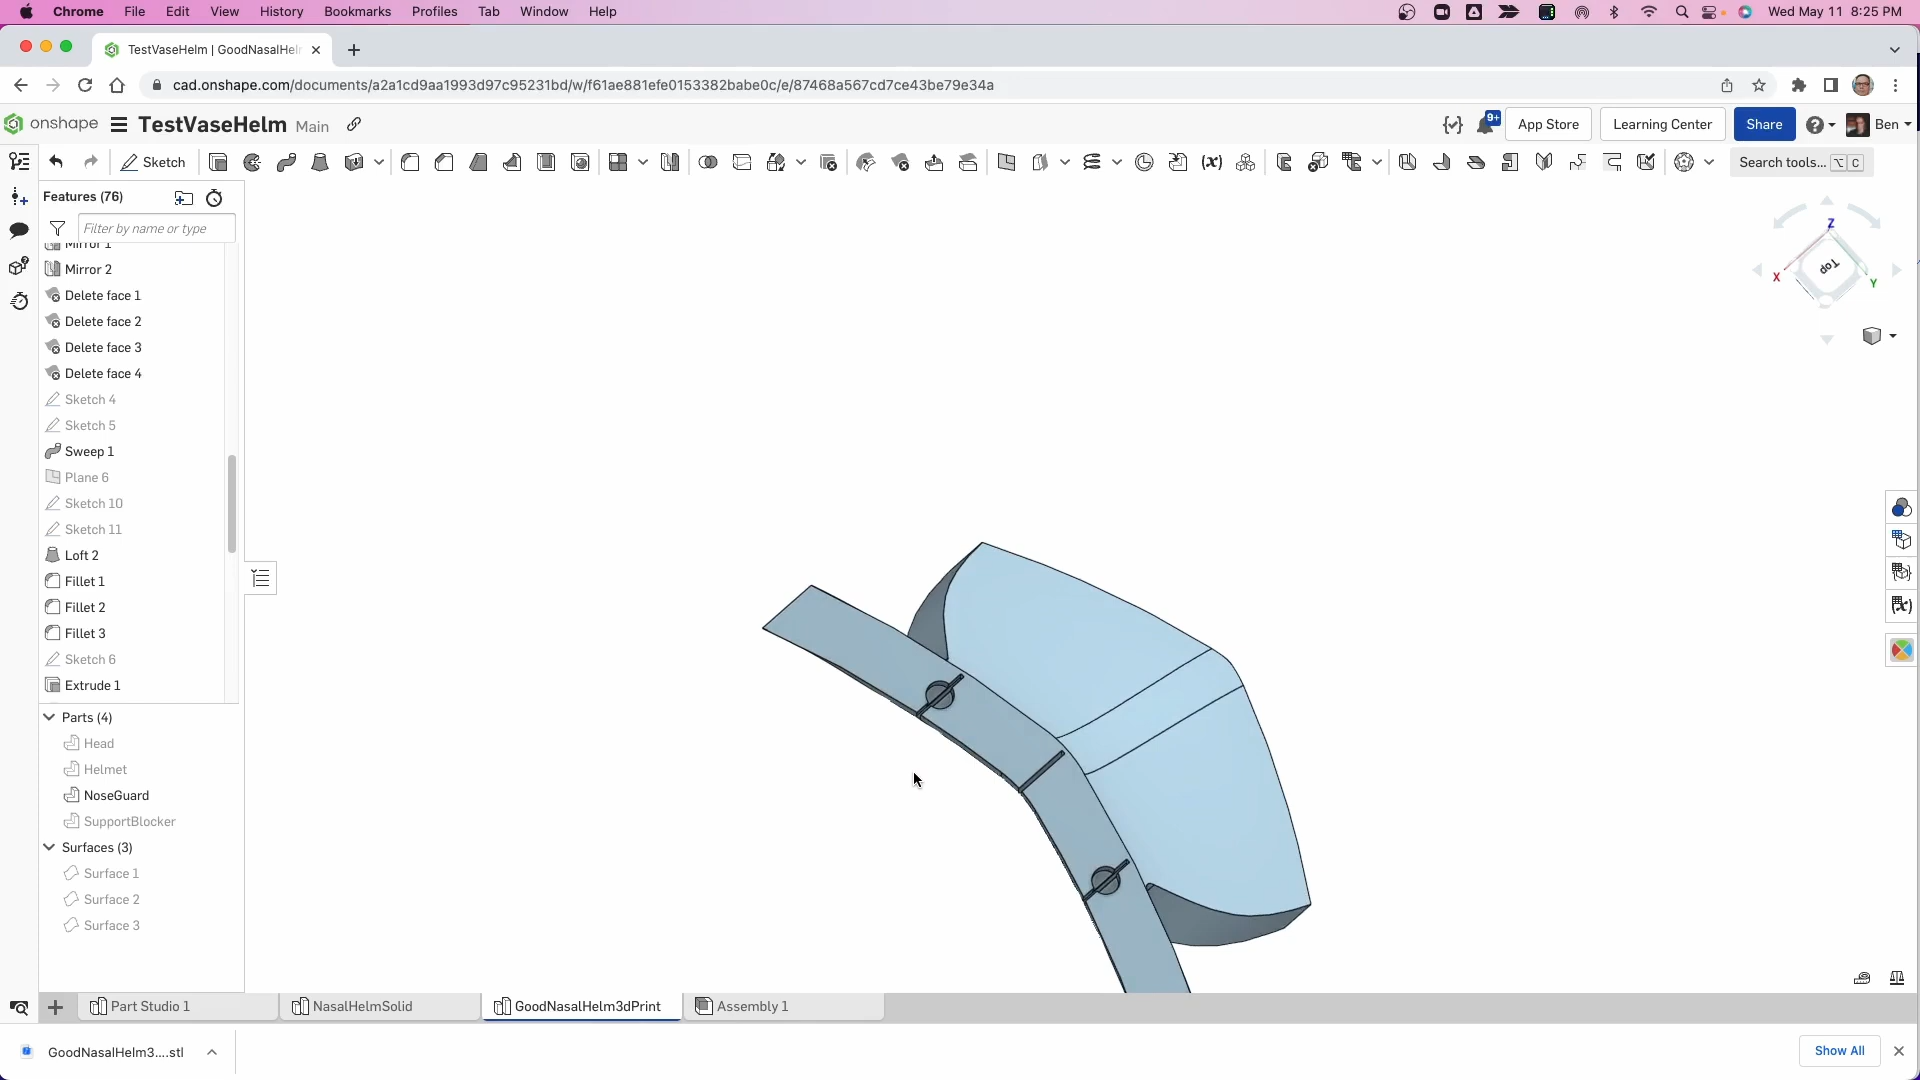 Chrome File Edit View History Bookmarks Profiles Tab Window Help Wed May 11 8:25 PM
TestVaseHelm | GoodNasalHel
cad.onshape.com/documents/a2a1cd9aa1993d97c95231bd/w/f61ae881efe0153382babe0c/e/87468a567cd7ce43be79e34a
onshape TestVaseHelm Main 9+ App Store Learning Center Share Ben
Sketch (x) Search tools... ⌥ C
Features (76)
Filter by name or type
Mirror 1
Mirror 2
Delete face 1
Delete face 2
Delete face 3
Delete face 4
Sketch 4
Sketch 5
Sweep 1
Plane 6
Sketch 10
Sketch 11
Loft 2
Fillet 1
Fillet 2
Fillet 3
Sketch 6
Extrude 1
Parts (4)
Head
Helmet
NoseGuard
SupportBlocker
Surfaces (3)
Surface 1
Surface 2
Surface 3
Z
Top
X
Y
(x)
Part Studio 1 NasalHelmSolid GoodNasalHelm3dPrint Assembly 1
GoodNasalHelm3....stl Show All